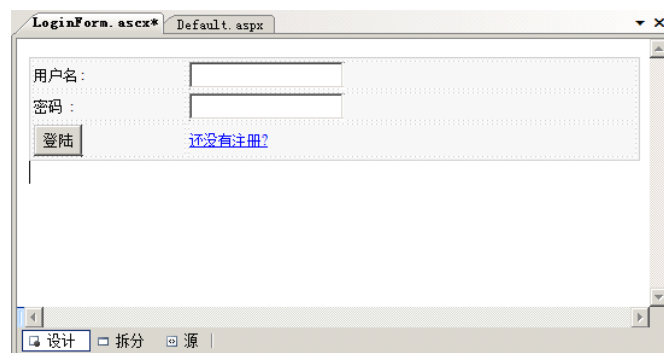 LoginForm.ascx* Default.aspx
用户名:
密码 :
登陆 还没有注册?
设计 拆分 源